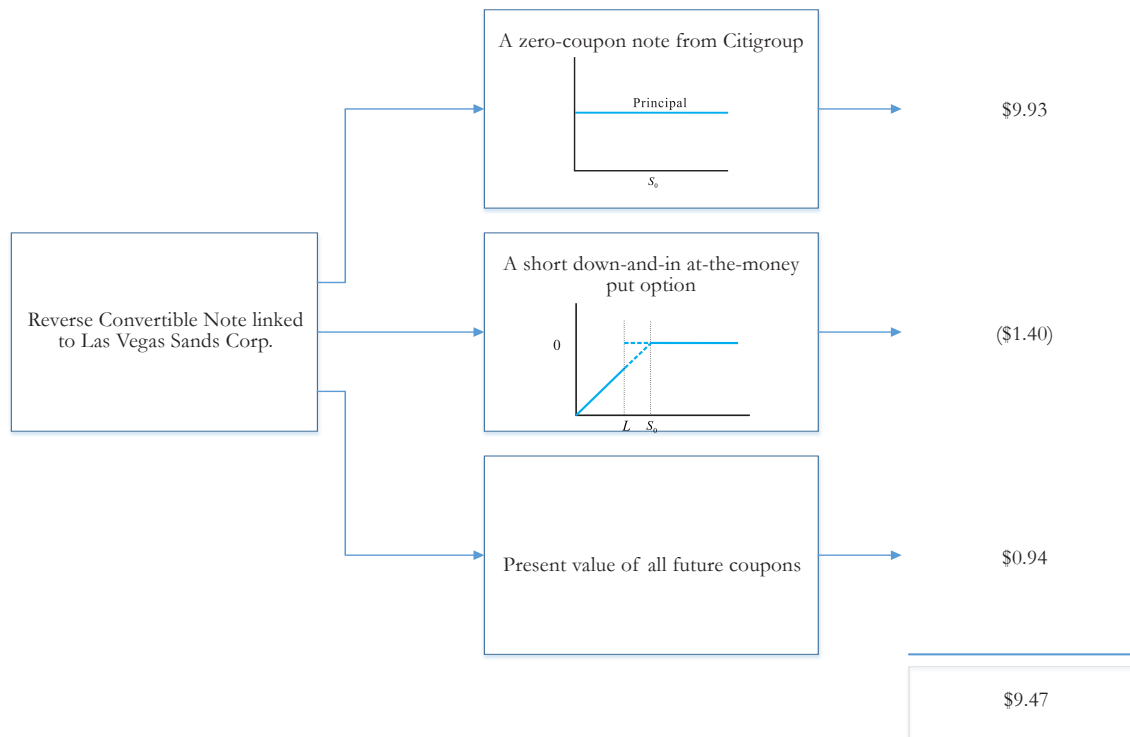 A zero-coupon note from Citigroup
Principal
S0
$9.93
Reverse Convertible Note linked
to Las Vegas Sands Corp.
A short down-and-in at-the-money
put option
0
L S0
($1.40)
Present value of all future coupons
$0.94
$9.47